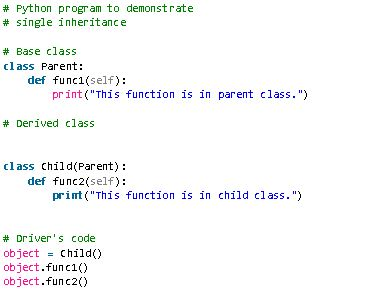 # Python program to demonstrate
# single inheritance
# Base class
class Parent:
    def func1(self):
        print("This function is in parent class.")
# Derived class
class Child(Parent):
    def func2(self):
        print("This function is in child class.")
# Driver's code
object = Child()
object.func1()
object.func2()